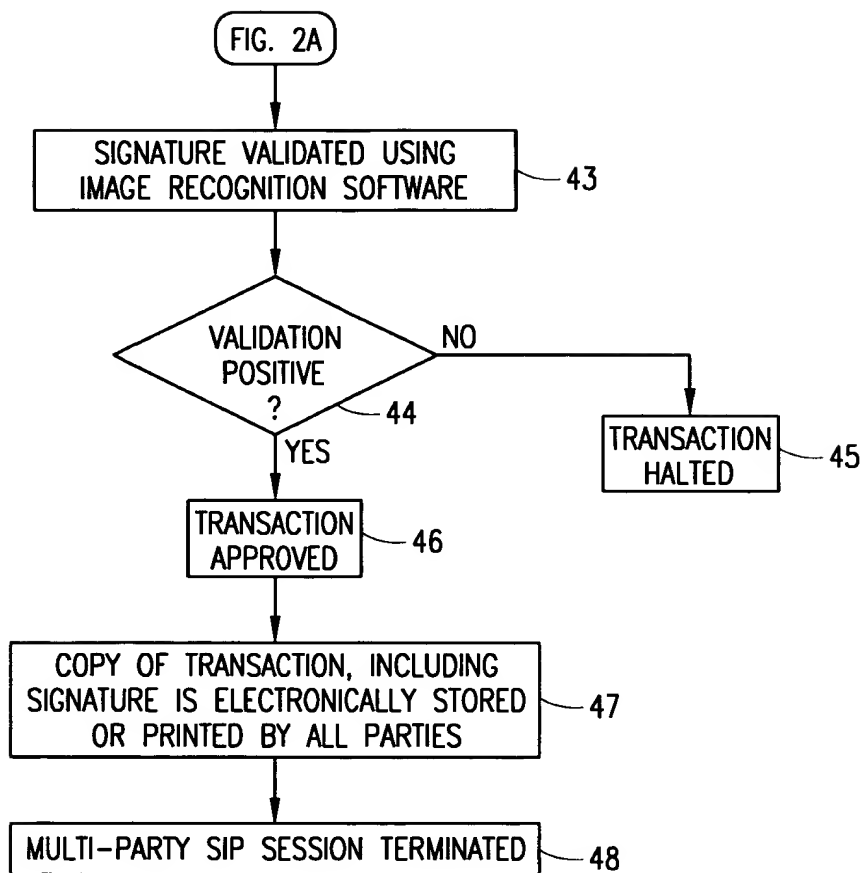 FIG. 2A
SIGNATURE VALIDATED USING
IMAGE RECOGNITION SOFTWARE
43
VALIDATION
POSITIVE
?
44
NO
YES
TRANSACTION
HALTED
45
TRANSACTION
APPROVED
46
COPY OF TRANSACTION, INCLUDING
SIGNATURE IS ELECTRONICALLY STORED
OR PRINTED BY ALL PARTIES
47
MULTI-PARTY SIP SESSION TERMINATED
48